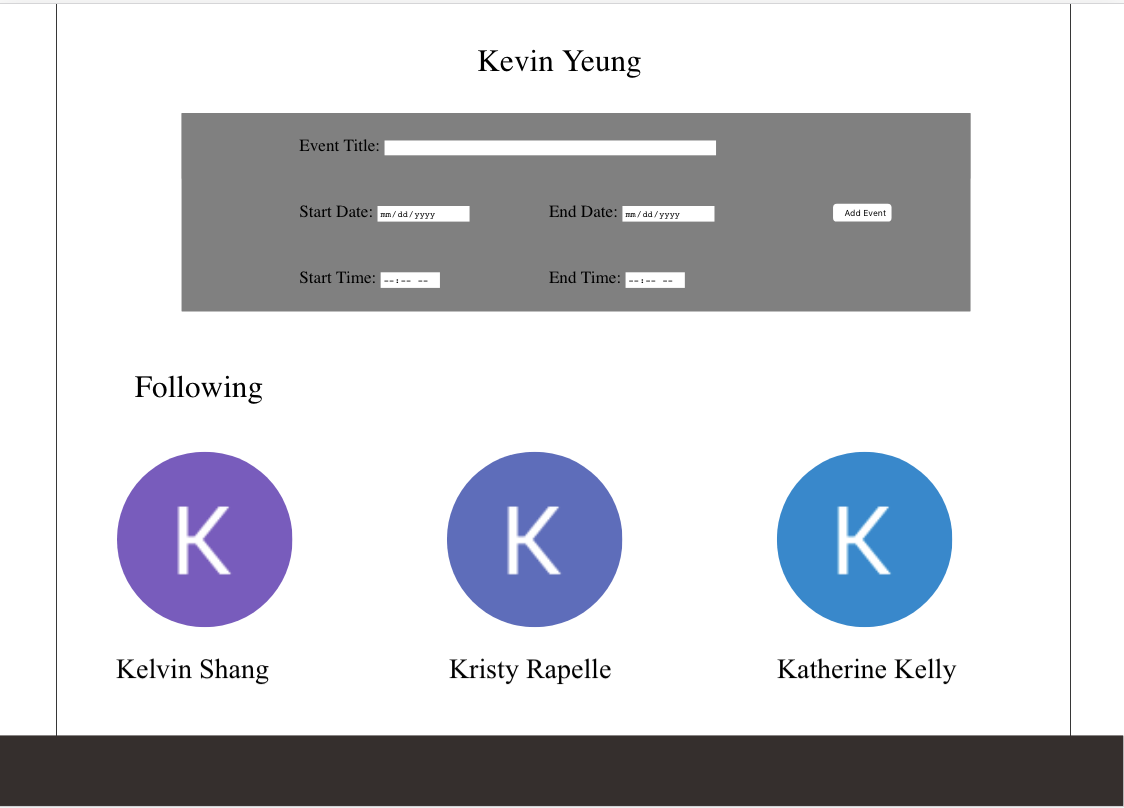 Kevin Yeung
Event Title:
Start Date: mm/dd/yyyy End Date: mm/dd/yyyy Add Event
Start Time: --:-- -- End Time: --:-- --
Following
K K K
Kelvin Shang Kristy Rapelle Katherine Kelly